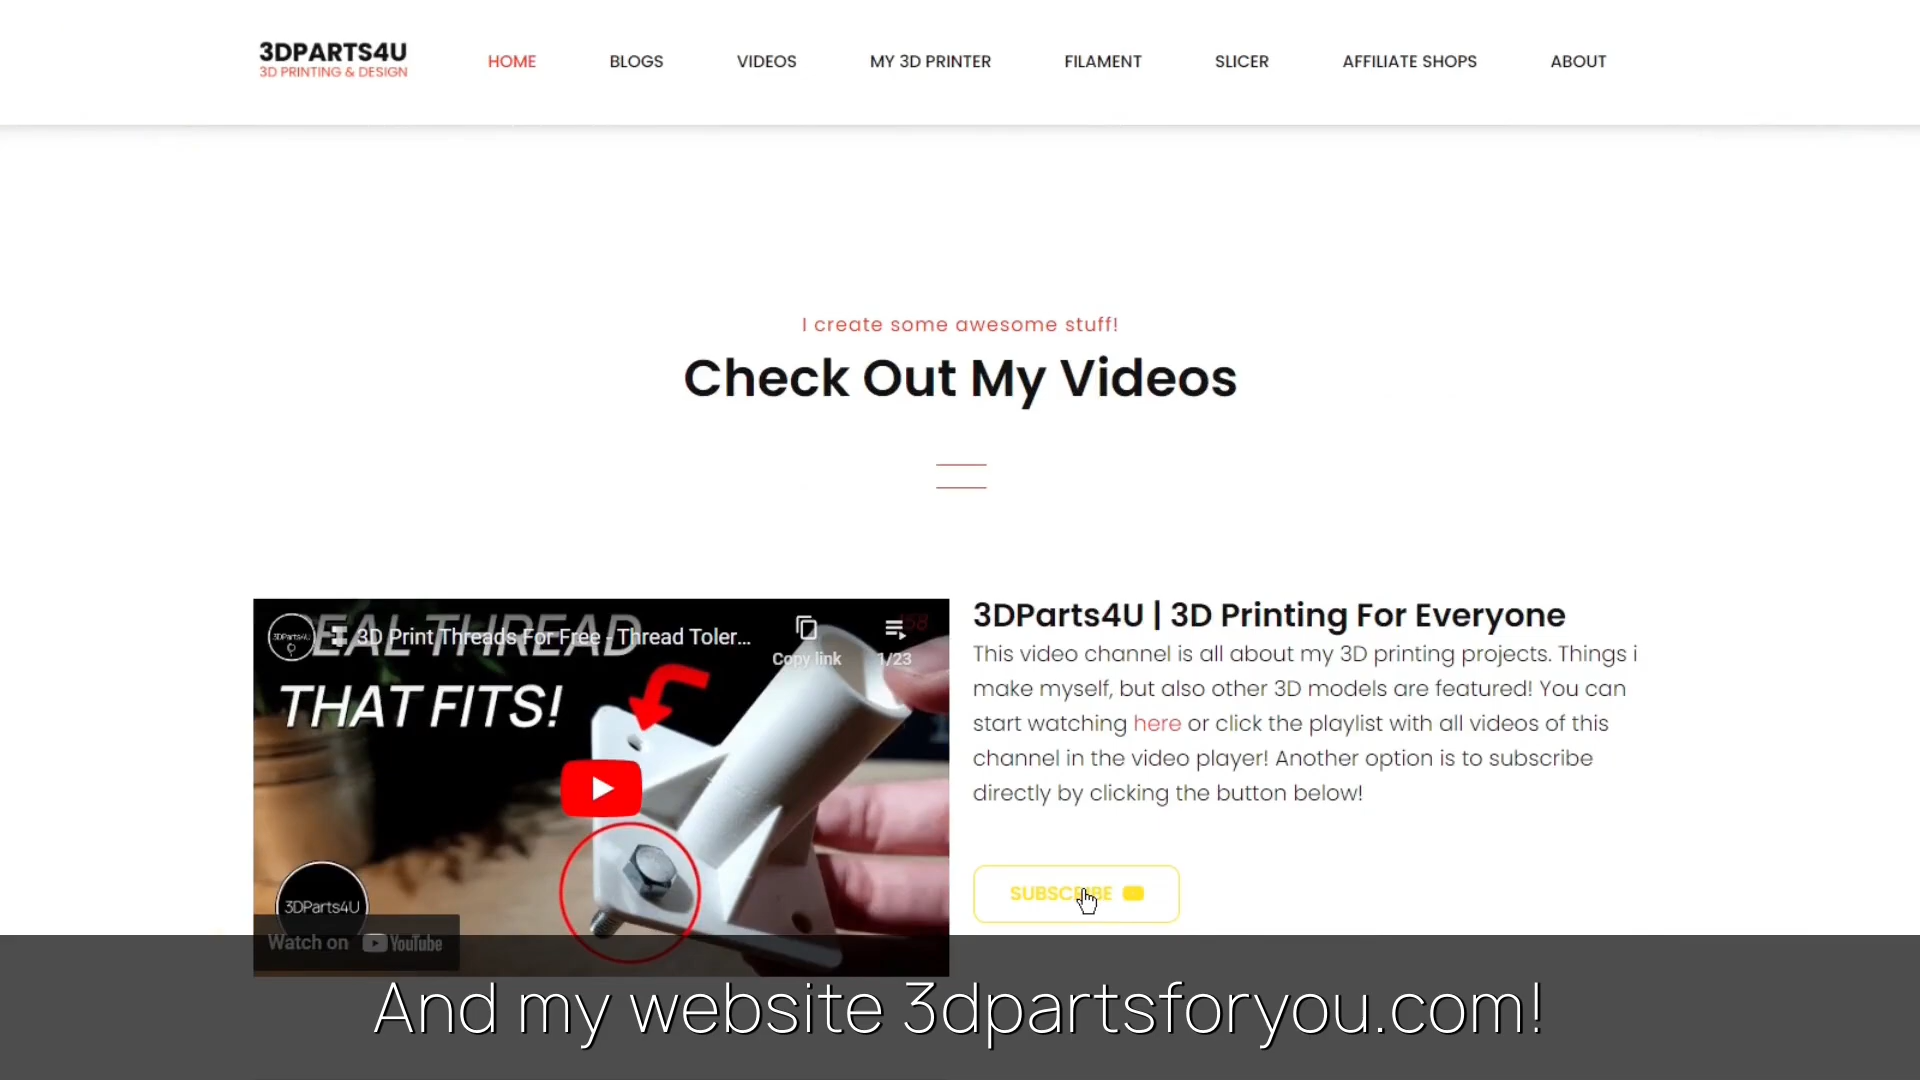 3DPARTS4U
3D PRINTING & DESIGN
HOME
BLOGS
VIDEOS
MY 3D PRINTER
FILAMENT
SLICER
AFFILIATE SHOPS
ABOUT
I create some awesome stuff!
Check Out My Videos
3DParts4U
3D Print Threads For Free - Thread Toler...
Copy link
1/23
THREAD
THAT FITS!
3DParts4U
Watch on YouTube
3DParts4U | 3D Printing For Everyone
This video channel is all about my 3D printing projects. Things i
make myself, but also other 3D models are featured! You can
start watching here or click the playlist with all videos of this
channel in the video player! Another option is to subscribe
directly by clicking the button below!
SUBSCRIBE
And my website 3dpartsforyou.com!